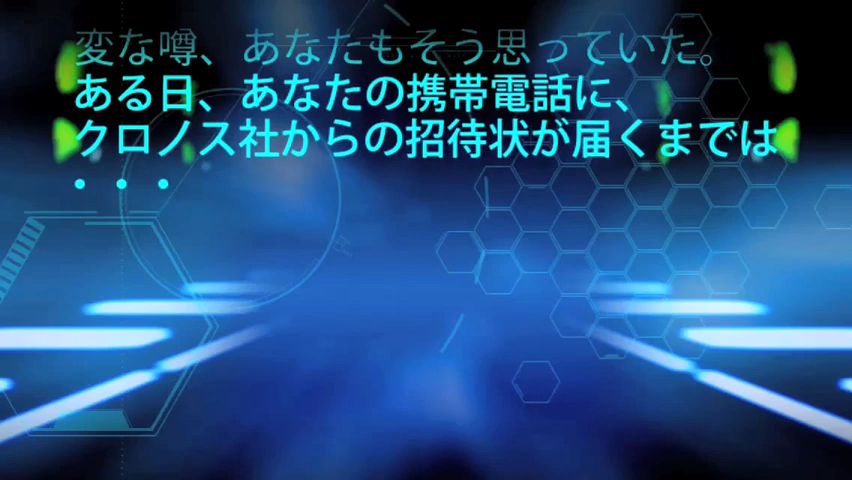 変な噂、あなたもそう思っていた。
ある日、あなたの携帯電話に、
クロノス社からの招待状が届くまでは
・・・